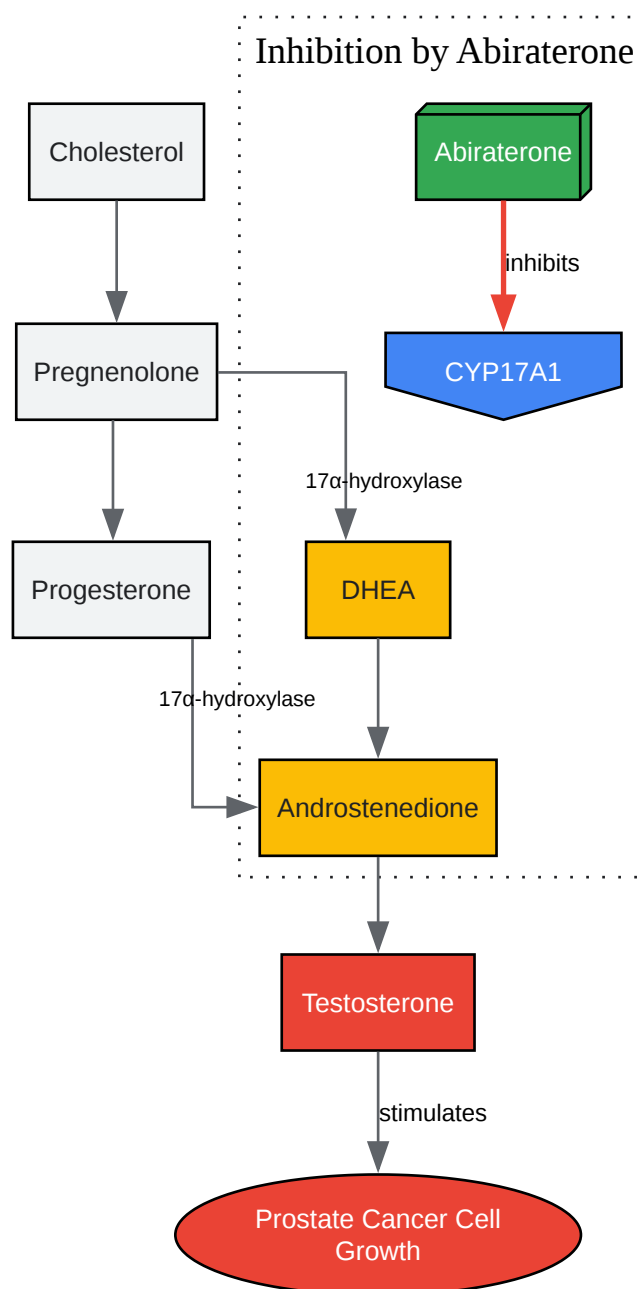 Inhibition by Abiraterone
Cholesterol
Abiraterone
inhibits
Pregnenolone
CYP17A1
17α-hydroxylase
Progesterone
DHEA
17α-hydroxylase
Androstenedione
Testosterone
stimulates
Prostate Cancer Cell
Growth